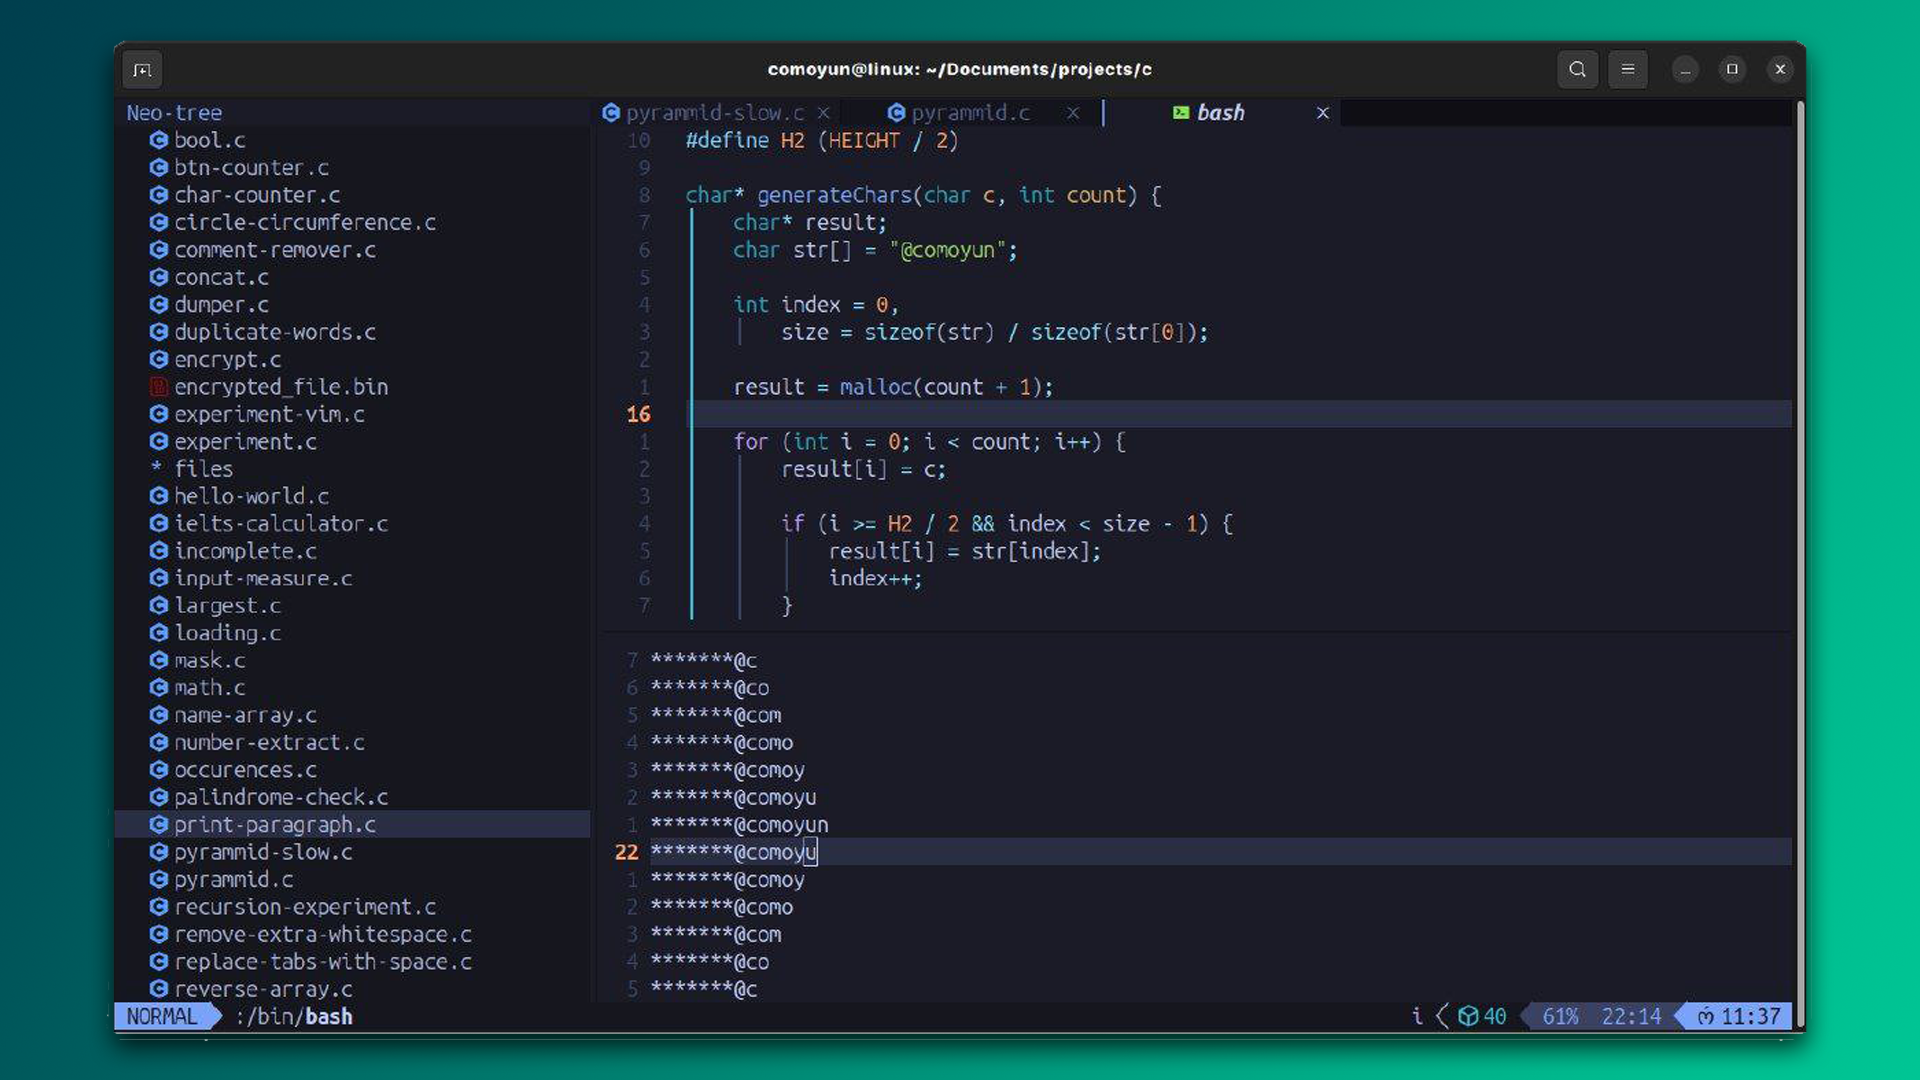 comoyun@linux: ~/Documents/projects/c
Neo-tree
bool.c
btn-counter.c
char-counter.c
circle-circumference.c
comment-remover.c
concat.c
dumper.c
duplicate-words.c
encrypt.c
encrypted_file.bin
experiment-vim.c
experiment.c
* files
hello-world.c
ielts-calculator.c
incomplete.c
input-measure.c
largest.c
loading.c
mask.c
math.c
name-array.c
number-extract.c
occurences.c
palindrome-check.c
print-paragraph.c
pyrammid-slow.c
pyrammid.c
recursion-experiment.c
remove-extra-whitespace.c
replace-tabs-with-space.c
reverse-array.c
pyrammid-slow.c × pyrammid.c × bash ×
10 #define H2 (HEIGHT / 2)
9
8 char* generateChars(char c, int count) {
7 char* result;
6 char str[] = "@comoyun";
5
4 int index = 0,
3 size = sizeof(str) / sizeof(str[0]);
2
1 result = malloc(count + 1);
16
1 for (int i = 0; i < count; i++) {
2 result[i] = c;
3
4 if (i >= H2 / 2 && index < size - 1) {
5 result[i] = str[index];
6 index++;
7 }
7 *******@c
6 *******@co
5 *******@com
4 *******@como
3 *******@comoy
2 *******@comoyu
1 *******@comoyun
22 *******@comoyu
1 *******@comoy
2 *******@como
3 *******@com
4 *******@co
5 *******@c
NORMAL :/bin/bash i 40 61% 22:14 11:37